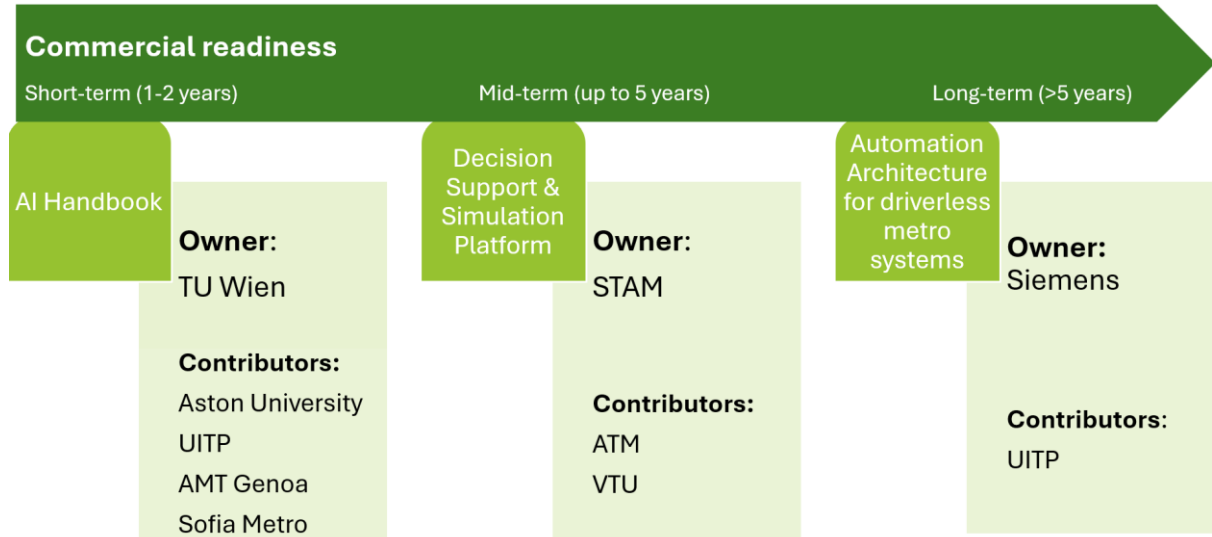 Commercial readiness
Short-term (1-2 years)
Mid-term (up to 5 years)
Long-term (>5 years)
AI Handbook
Owner:
TU Wien
Contributors:
Aston University
UITP
AMT Genoa
Sofia Metro
Decision
Support &
Simulation
Platform
Owner:
STAM
Contributors:
ATM
VTU
Automation
Architecture
for driverless
metro
systems
Owner:
Siemens
Contributors:
UITP